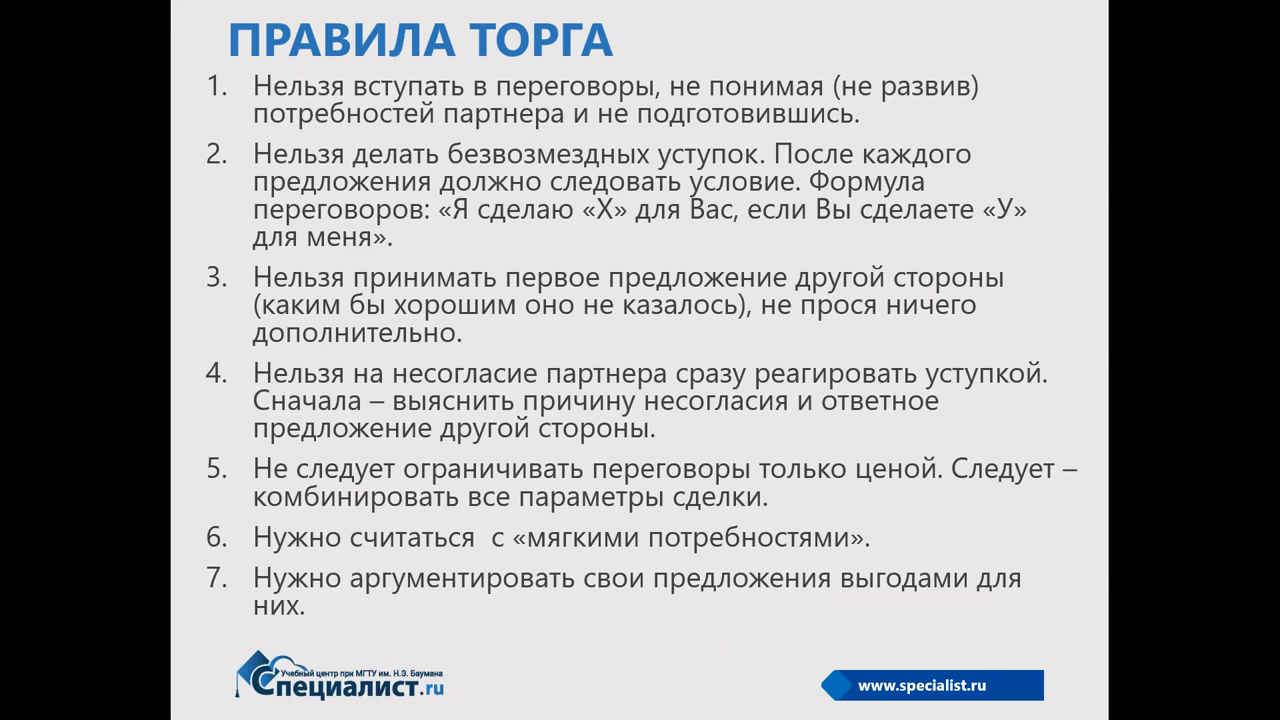 ПРАВИЛА ТОРГА
1. Нельзя вступать в переговоры, не понимая (не развив)
потребностей партнера и не подготовившись.
2. Нельзя делать безвозмездных уступок. После каждого
предложения должно следовать условие. Формула
переговоров: «Я сделаю «Х» для Вас, если Вы сделаете «У»
для меня».
3. Нельзя принимать первое предложение другой стороны
(каким бы хорошим оно не казалось), не прося ничего
дополнительно.
4. Нельзя на несогласие партнера сразу реагировать уступкой.
Сначала – выяснить причину несогласия и ответное
предложение другой стороны.
5. Не следует ограничивать переговоры только ценой. Следует –
комбинировать все параметры сделки.
6. Нужно считаться  с «мягкими потребностями».
7. Нужно аргументировать свои предложения выгодами для
них.
Учебный центр при МГТУ им. Н.Э. Баумана
Специалист.ru
www.specialist.ru